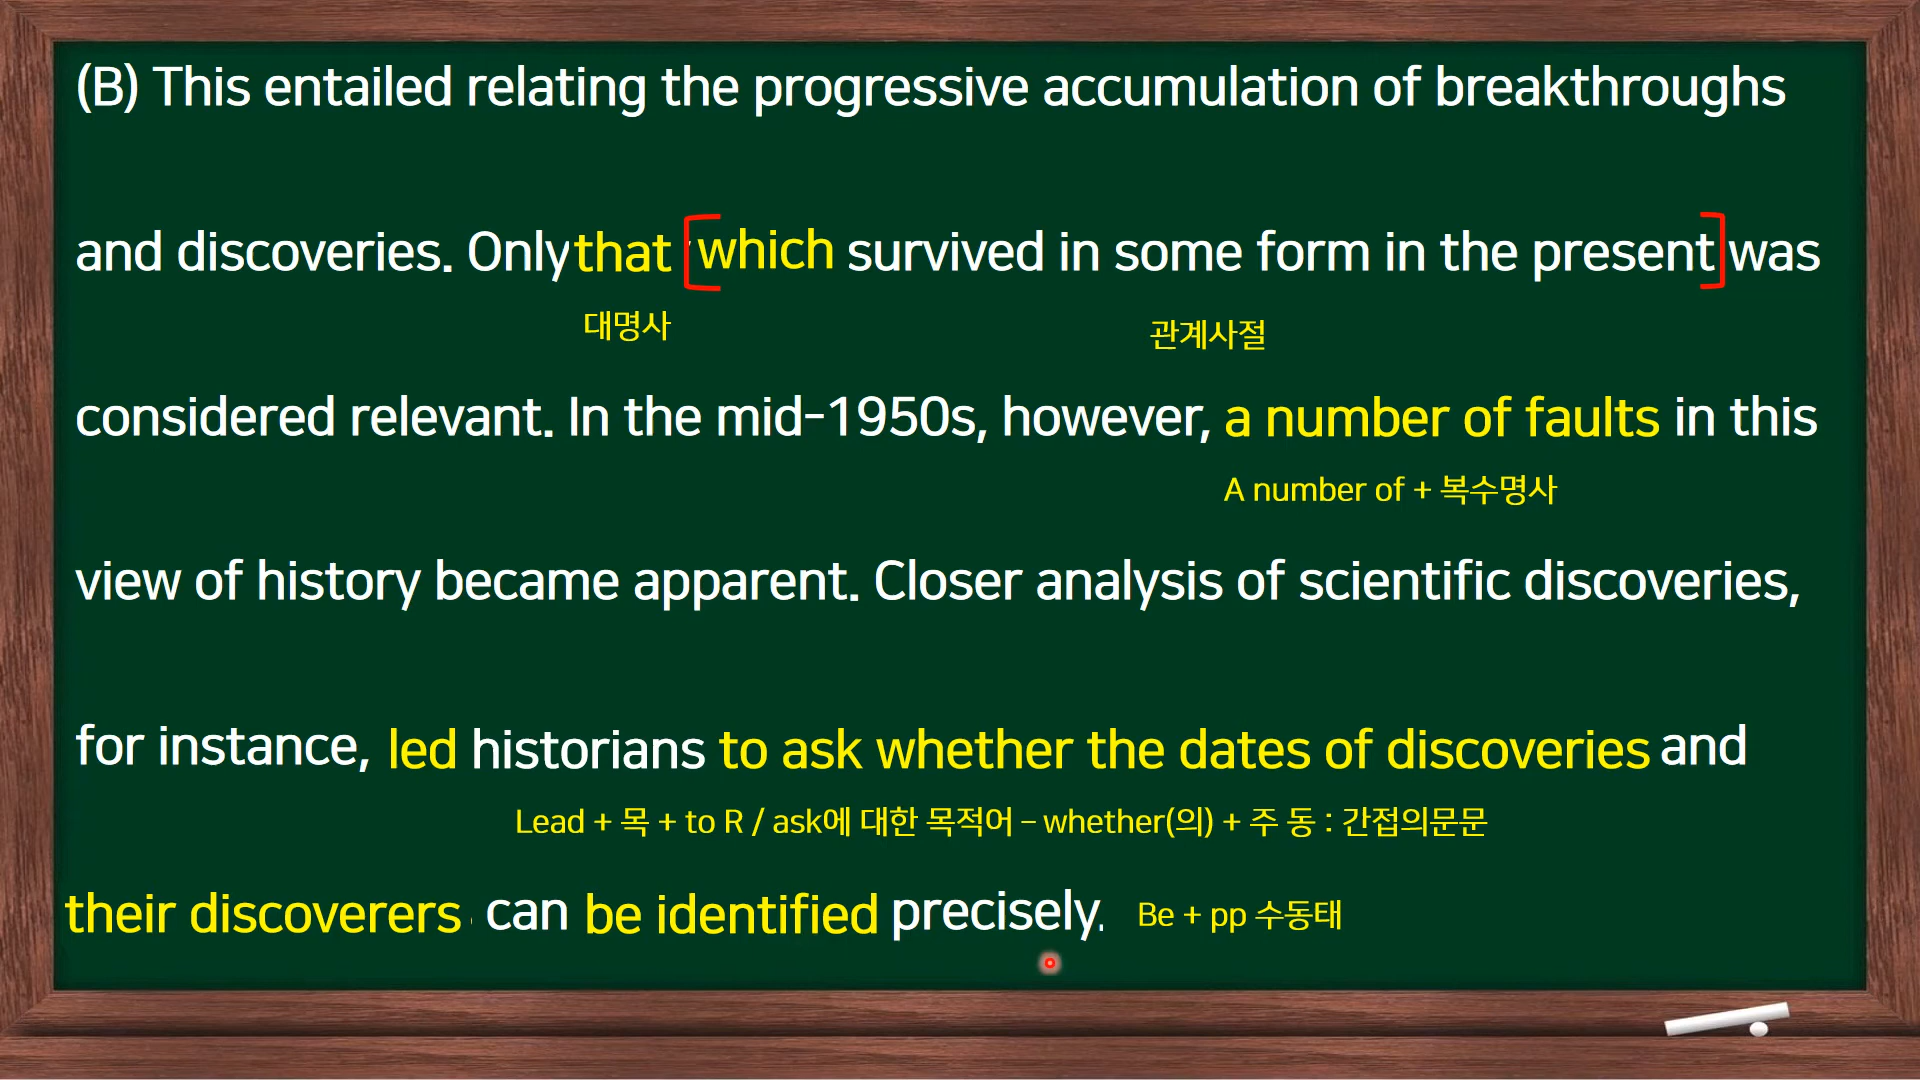 (B) This entailed relating the progressive accumulation of breakthroughs
and discoveries. Only that which survived in some form in the present was
대명사 관계사절
considered relevant. In the mid-1950s, however, a number of faults in this
A number of + 복수명사
view of history became apparent. Closer analysis of scientific discoveries,
for instance, led historians to ask whether the dates of discoveries and
Lead + 목 + to R / ask에 대한 목적어 – whether(의) + 주 동 : 간접의문문
their discoverers can be identified precisely. Be + pp 수동태